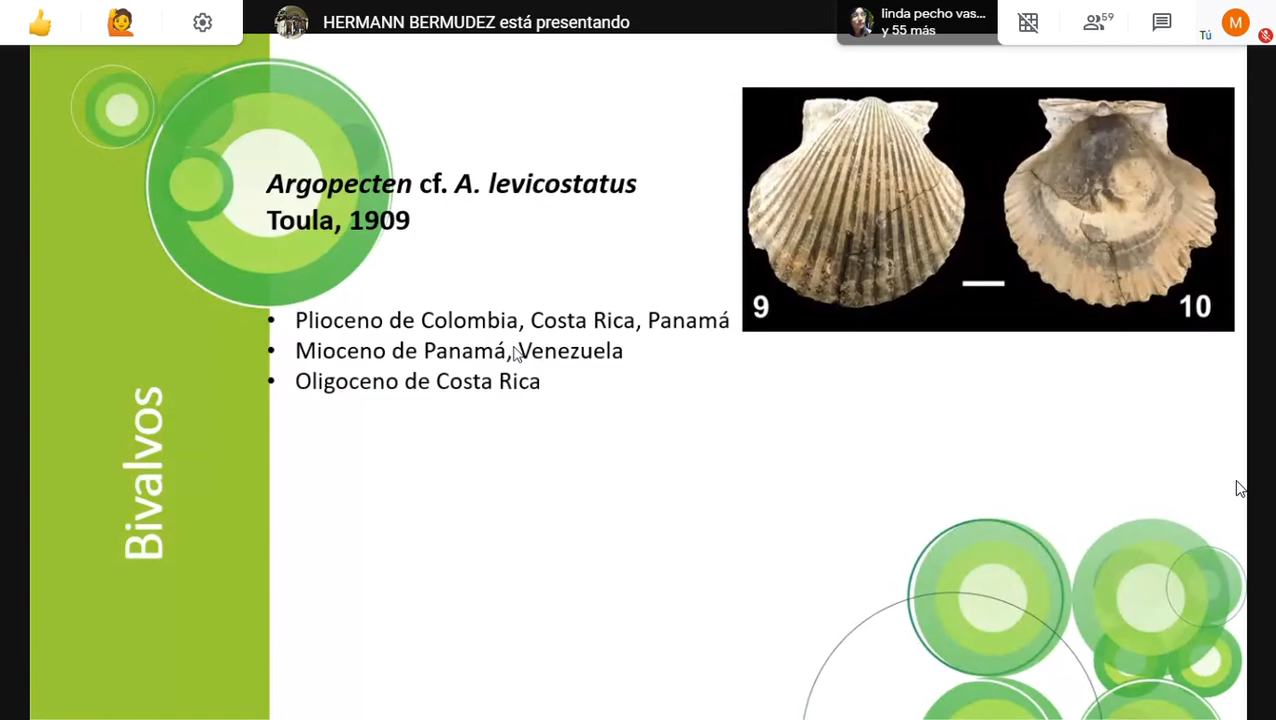 HERMANN BERMUDEZ está presentando
linda pecho vas...
y 55 más
59
Tú
M
Argopecten cf. A. levicostatus
Toula, 1909
9
10
• Plioceno de Colombia, Costa Rica, Panamá
• Mioceno de Panamá, Venezuela
• Oligoceno de Costa Rica
Bivalvos